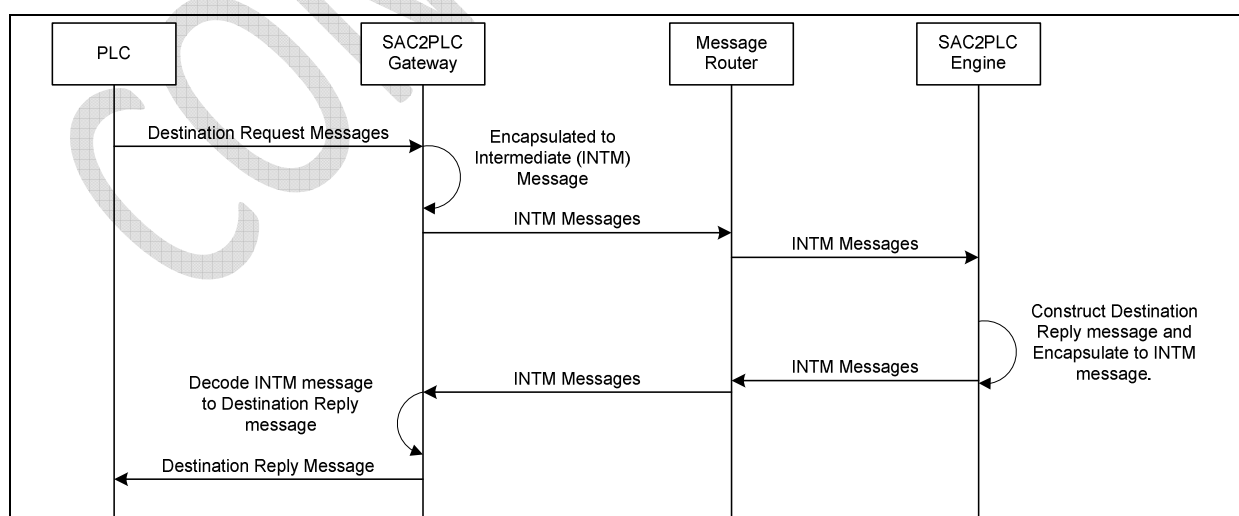 PLC
SAC2PLC
Gateway
Message
Router
SAC2PLC
Engine
Destination Request Messages
Encapsulated to
Intermediate (INTM)
Message
INTM Messages
INTM Messages
Construct Destination
Reply message and
Encapsulate to INTM
message.
INTM Messages
INTM Messages
Decode INTM message
to Destination Reply
message
Destination Reply Message